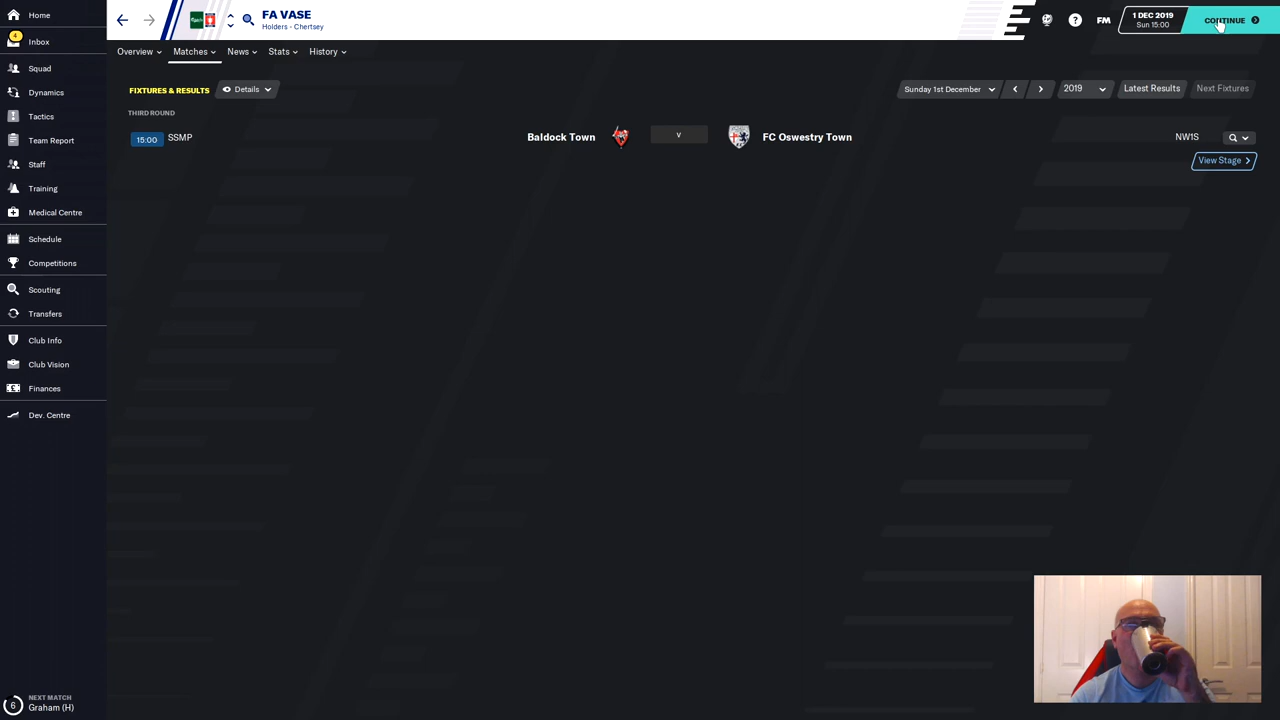 Home
4
Inbox
Squad
Dynamics
Tactics
Team Report
Staff
Training
Medical Centre
Schedule
Competitions
Scouting
Transfers
Club Info
Club Vision
Finances
Dev. Centre
6
NEXT MATCH
Graham (H)
FA VASE
Holders - Chertsey
?
FM
1 DEC 2019
Sun 15:00
CONTINUE
Overview
Matches
News
Stats
History
FIXTURES & RESULTS
Details
Sunday 1st December
2019
Latest Results
Next Fixtures
THIRD ROUND
15:00 SSMP Baldock Town v FC Oswestry Town NW1S
View Stage